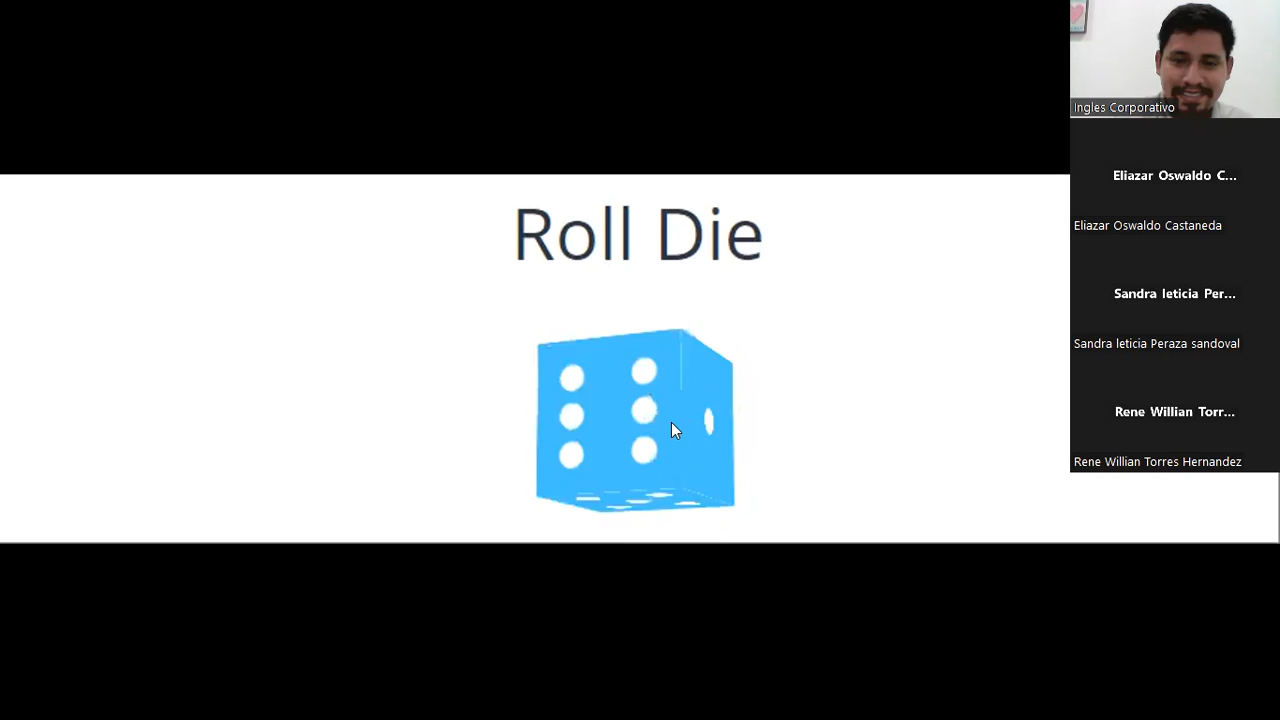 Roll Die
Ingles Corporativo
Eliazar Oswaldo C...
Eliazar Oswaldo Castaneda
Sandra leticia Per...
Sandra leticia Peraza sandoval
Rene Willian Torr...
Rene Willian Torres Hernandez